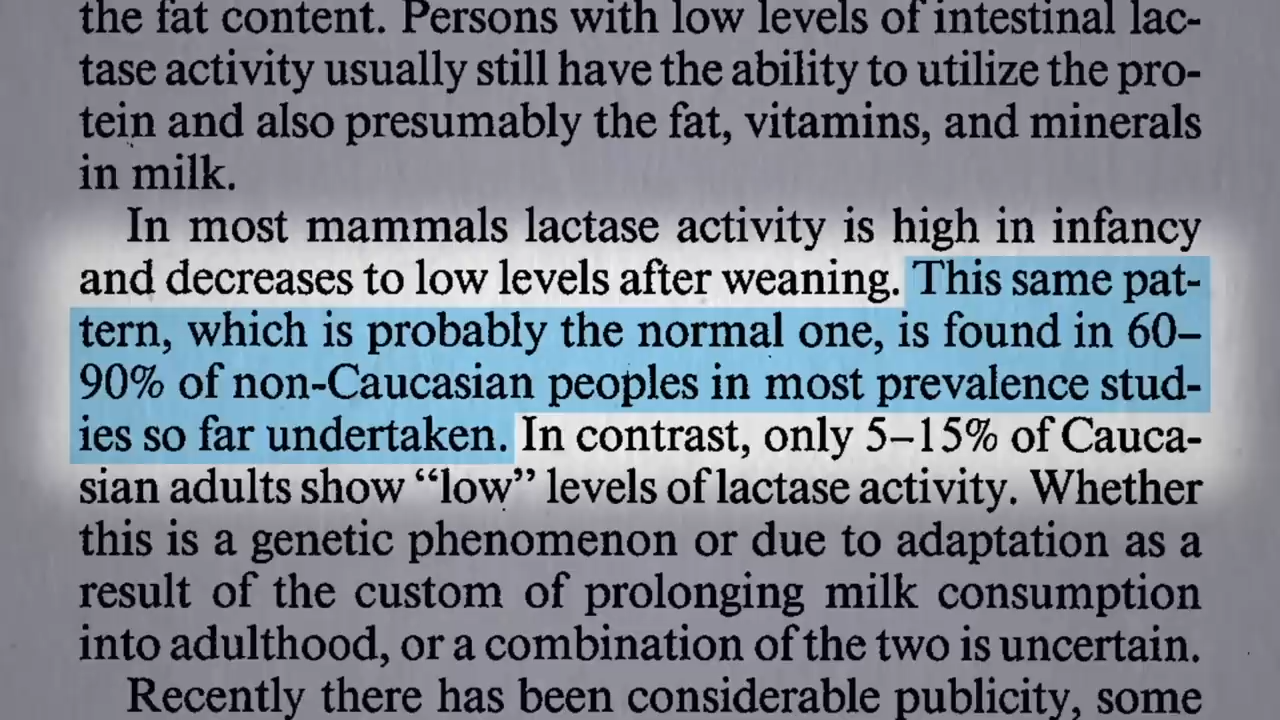 the fat content. Persons with low levels of intestinal lac-
tase activity usually still have the ability to utilize the pro-
tein and also presumably the fat, vitamins, and minerals
in milk.
In most mammals lactase activity is high in infancy
and decreases to low levels after weaning. This same pat-
tern, which is probably the normal one, is found in 60–
90% of non-Caucasian peoples in most prevalence stud-
ies so far undertaken. In contrast, only 5–15% of Cauca-
sian adults show “low” levels of lactase activity. Whether
this is a genetic phenomenon or due to adaptation as a
result of the custom of prolonging milk consumption
into adulthood, or a combination of the two is uncertain.
Recently there has been considerable publicity, some